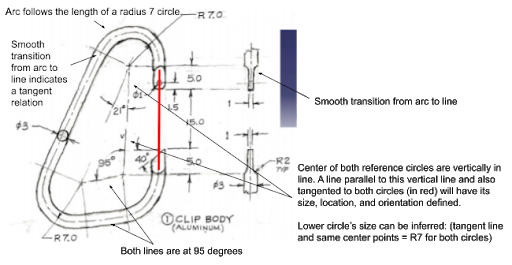 Arc follows the length of a radius 7 circle.
R7.0
Smooth
transition
from arc to
line indicates
a tangent
relation
5.0
Ø1
1.5
21°
1
Smooth transition from arc to line
15.0
Ø3
1
95°
40°
5.0
R2
TYP
Ø3
Center of both reference circles are vertically in
line. A line parallel to this vertical line and also
tangented to both circles (in red) will have its
size, location, and orientation defined.
1 CLIP BODY
(ALUMINUM)
Lower circle's size can be inferred: (tangent line
and same center points = R7 for both circles)
R7.0
Both lines are at 95 degrees